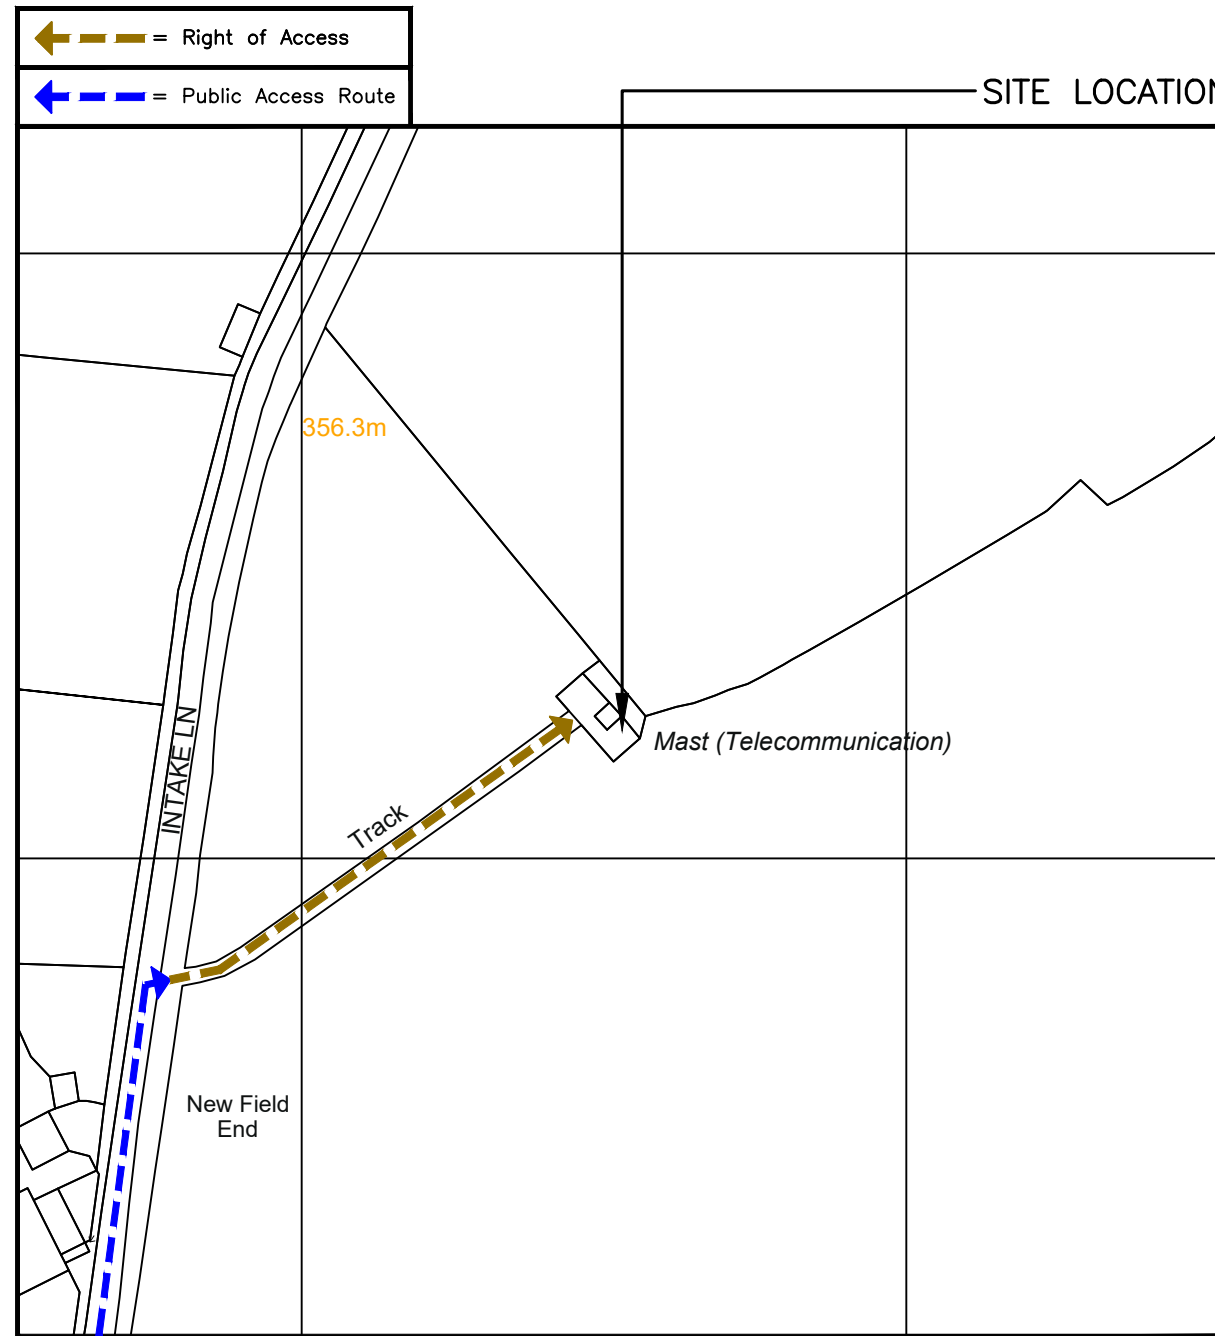 = Right of Access
= Public Access Route
SITE LOCATION
356.3m
INTAKE LN
Mast (Telecommunication)
Track
New Field
End